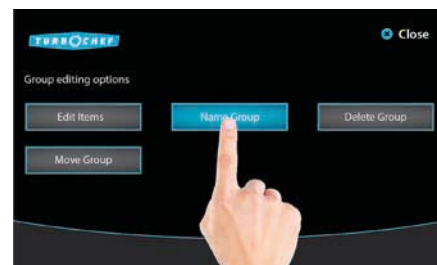 TURBOCHEF
Close
Group editing options
Edit Items
Name Group
Delete Group
Move Group